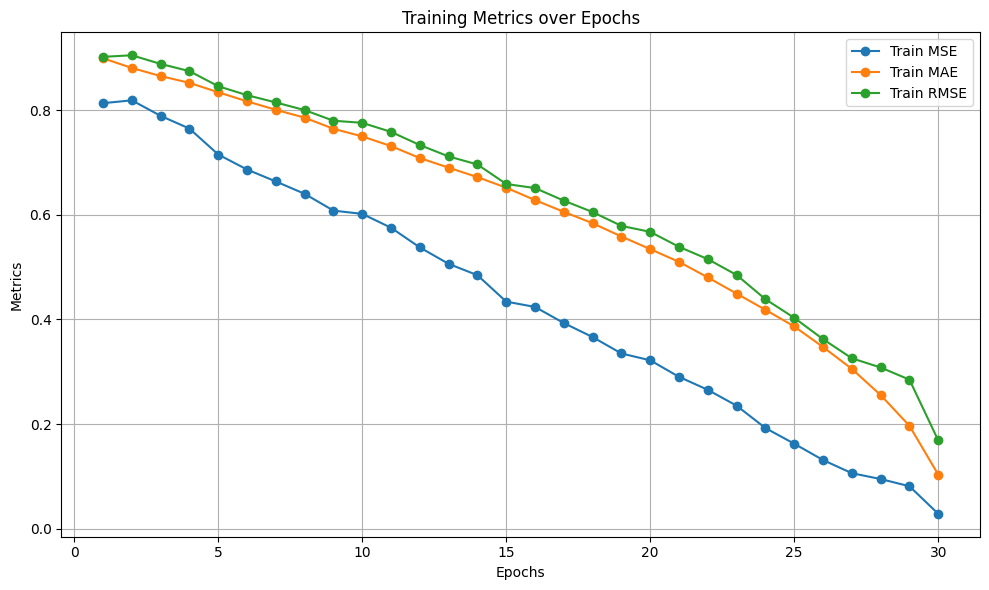 Training Metrics over Epochs
Train MSE
Train MAE
Train RMSE
Metrics
0.8
0.6
0.4
0.2
0.0
0 5 10 15 20 25 30
Epochs